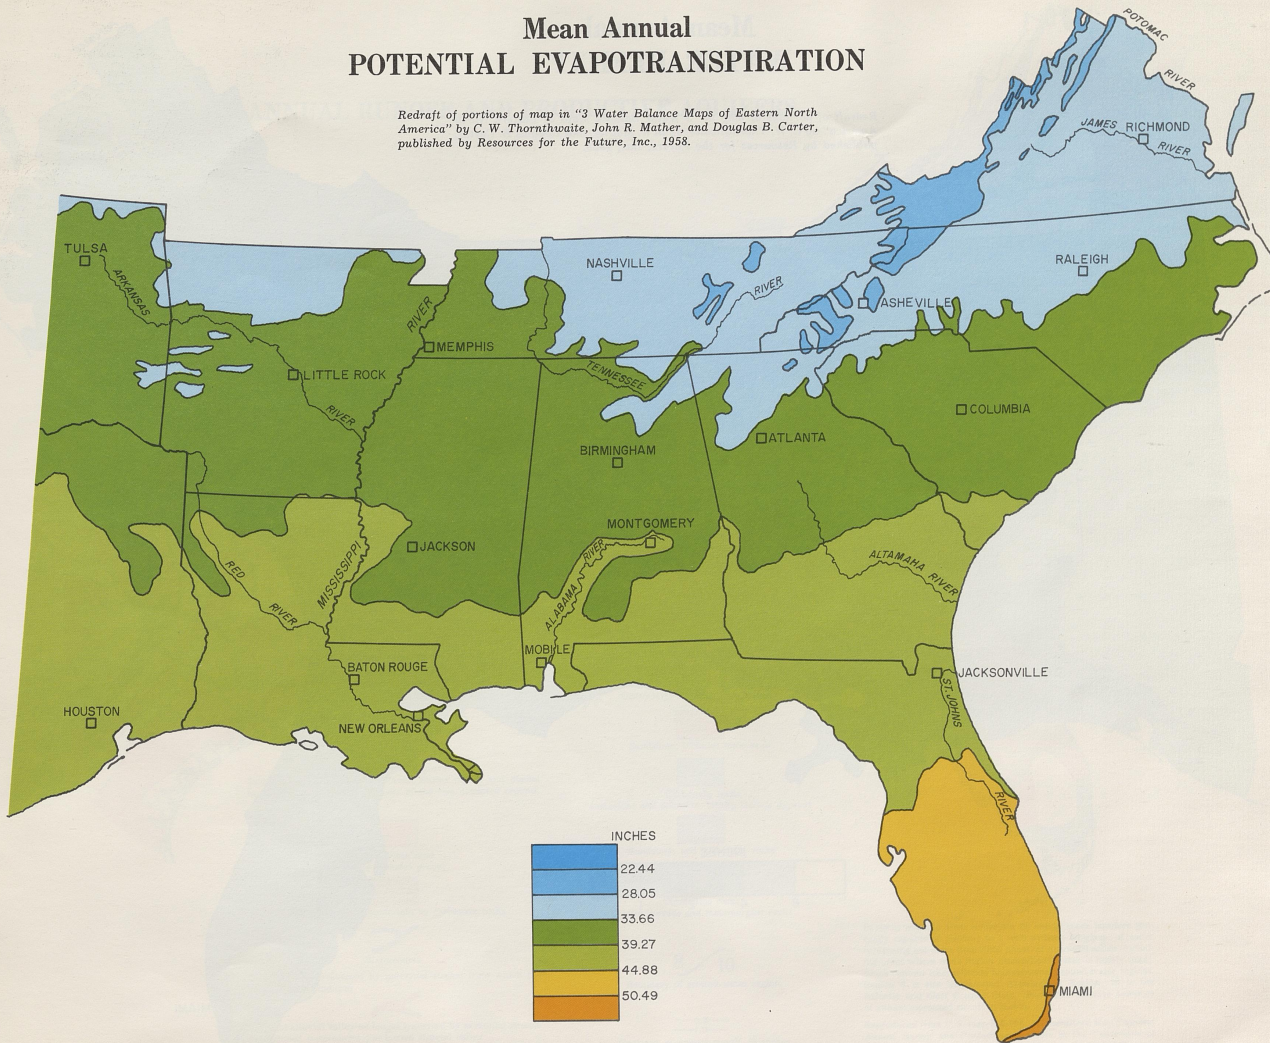 Mean Annual
POTENTIAL EVAPOTRANSPIRATION
Redraft of portions of map in “3 Water Balance Maps of Eastern North
America” by C. W. Thornthwaite, John R. Mather, and Douglas B. Carter,
published by Resources for the Future, Inc., 1958.
POTOMAC
RIVER
JAMES
RICHMOND
RIVER
TULSA
ARKANSAS
NASHVILLE
RALEIGH
RIVER
ASHEVILLE
RIVER
MEMPHIS
LITTLE ROCK
TENNESSEE
RIVER
COLUMBIA
ATLANTA
BIRMINGHAM
MONTGOMERY
JACKSON
RIVER
RED
MISSISSIPPI
ALTAMAHA RIVER
ALABAMA
RIVER
MOBILE
BATON ROUGE
JACKSONVILLE
ST. JOHNS
HOUSTON
NEW ORLEANS
RIVER
INCHES
22.44
28.05
33.66
39.27
44.88
50.49
MIAMI